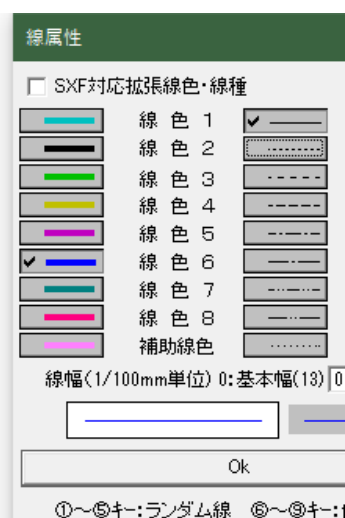 線属性
SXF対応拡張線色・線種
線 色 1
線 色 2
線 色 3
線 色 4
線 色 5
線 色 6
線 色 7
線 色 8
補助線色
線幅(1/100mm単位) 0:基本幅(13) 0
Ok
①～⑤キー:ランダム線 ⑥～⑨キー: